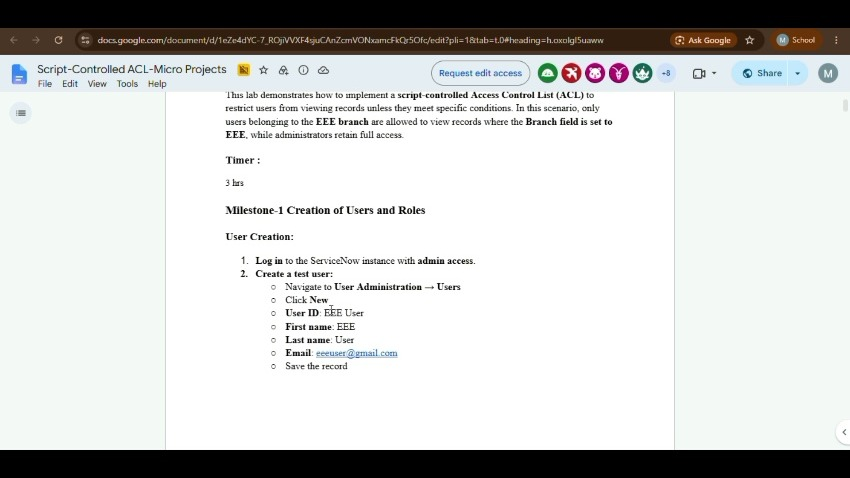 docs.google.com/document/d/1eZe4dYC-7_ROjiVVXF4sjuCAnZcmVONxamcFkQr5Ofc/edit?pli=1&tab=t.0#heading=h.oxolgl5uaww
Ask Google
M School
Script-Controlled ACL-Micro Projects
File Edit View Tools Help
Request edit access
+8
Share
M
This lab demonstrates how to implement a script-controlled Access Control List (ACL) to
restrict users from viewing records unless they meet specific conditions. In this scenario, only
users belonging to the EEE branch are allowed to view records where the Branch field is set to
EEE, while administrators retain full access.
Timer :
3 hrs
Milestone-1 Creation of Users and Roles
User Creation:
1. Log in to the ServiceNow instance with admin access.
2. Create a test user:
○ Navigate to User Administration → Users
○ Click New
○ User ID: EEE User
○ First name: EEE
○ Last name: User
○ Email: eeeuser@gmail.com
○ Save the record